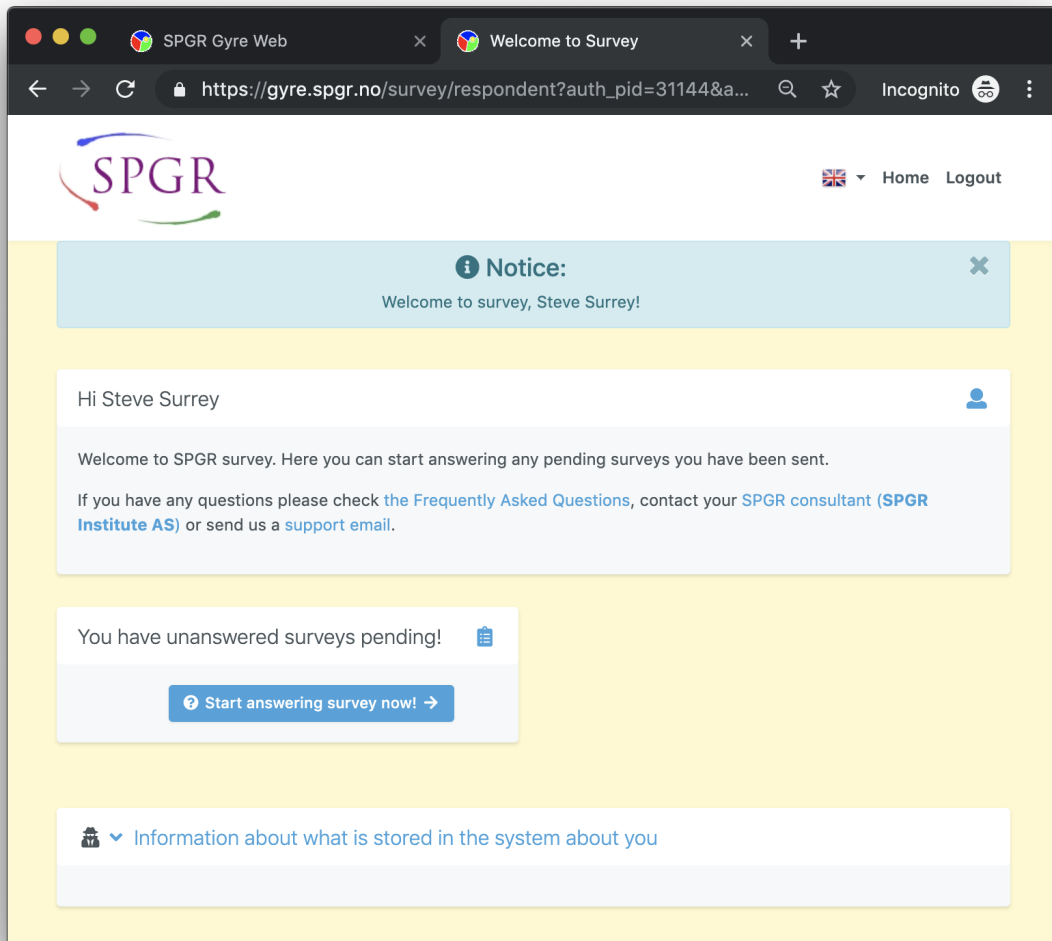 SPGR Gyre Web
Welcome to Survey
https://gyre.spgr.no/survey/respondent?auth_pid=31144&a...
Incognito
SPGR
Home Logout
Notice:
Welcome to survey, Steve Surrey!
Hi Steve Surrey
Welcome to SPGR survey. Here you can start answering any pending surveys you have been sent.
If you have any questions please check the Frequently Asked Questions, contact your SPGR consultant (SPGR
Institute AS) or send us a support email.
You have unanswered surveys pending!
Start answering survey now!
Information about what is stored in the system about you